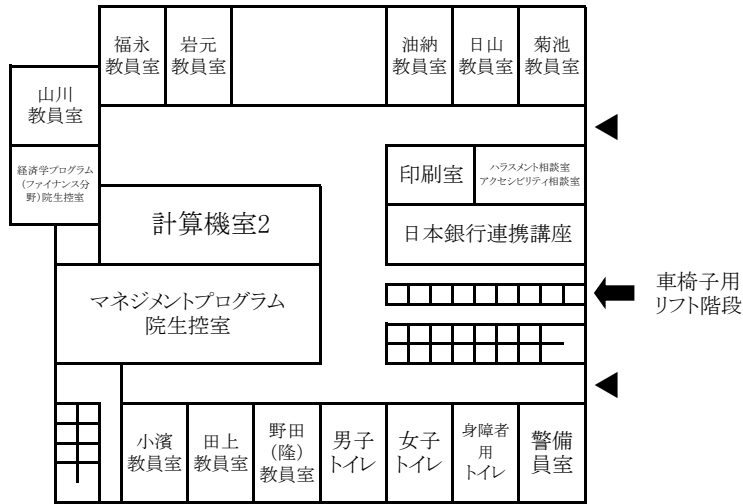 福永
教員室
岩元
教員室
油納
教員室
日山
教員室
菊池
教員室
山川
教員室
経済学プログラム
(ファイナンス分
野)院生控室
印刷室
ハラスメント相談室
アクセシビリティ相談室
計算機室2
日本銀行連携講座
マネジメントプログラム
院生控室
車椅子用
リフト階段
小濱
教員室
田上
教員室
野田
(隆)
教員室
男子
トイレ
女子
トイレ
身障者
用
トイレ
警備
員室